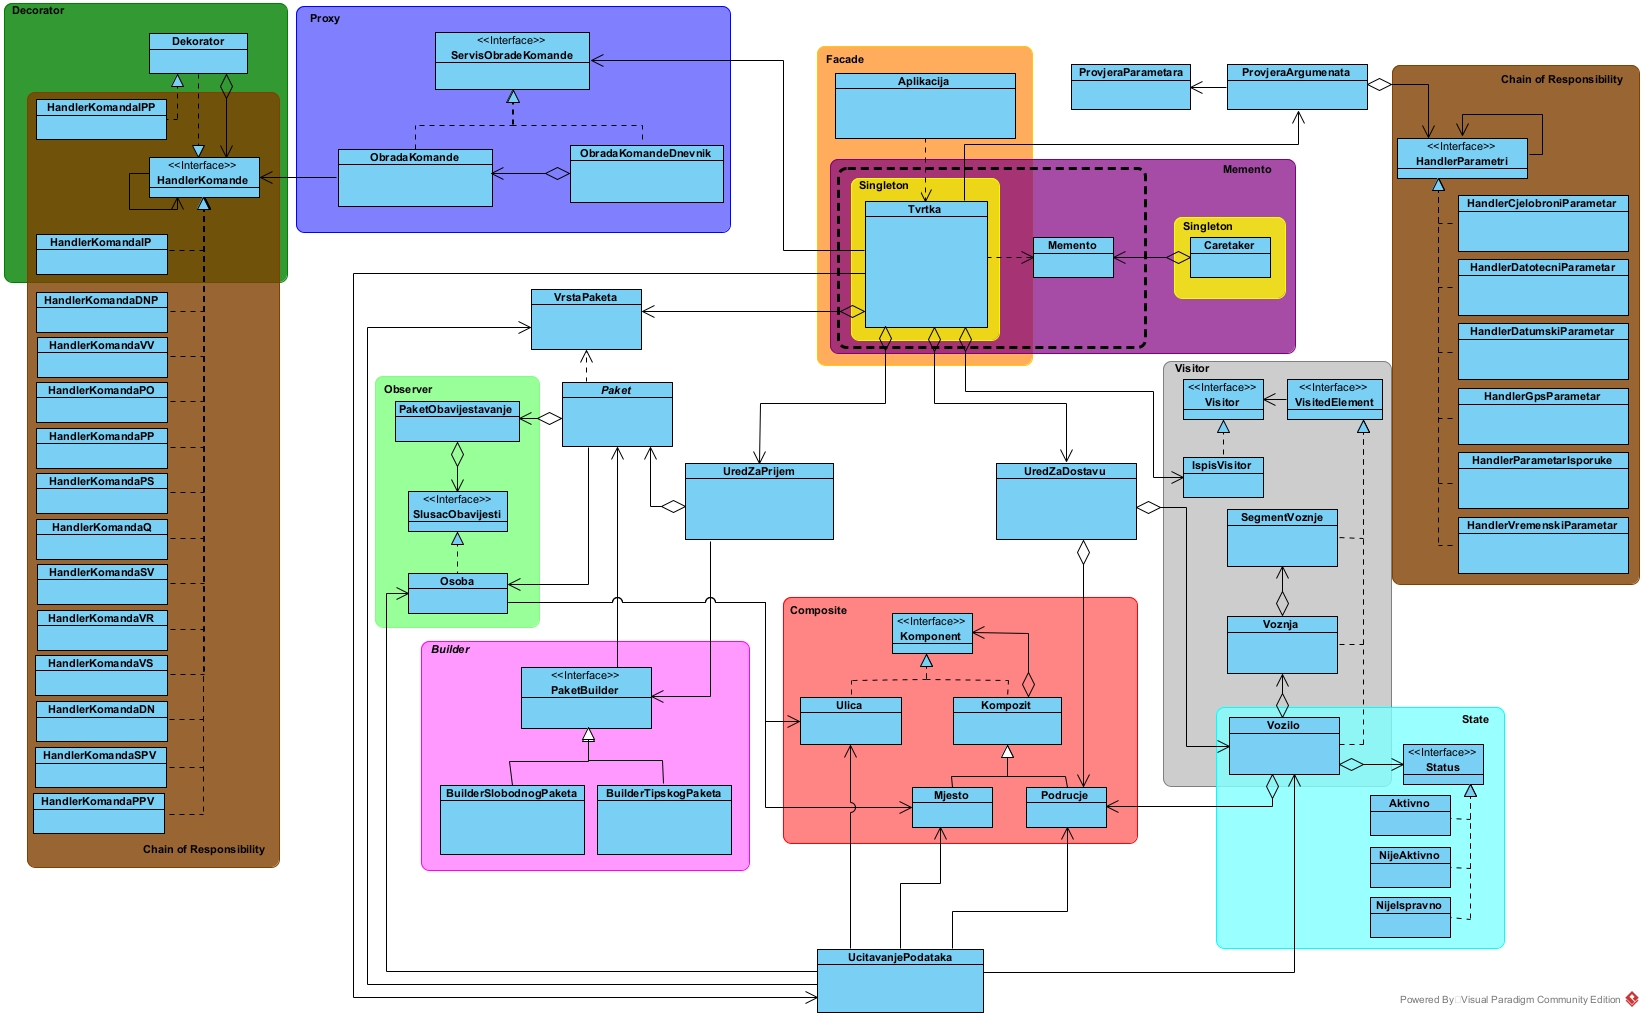 Decorator
Dekorator
HandlerKomandaIPP
<<Interface>>
HandlerKomande
HandlerKomandaIP
HandlerKomandaDNP
HandlerKomandaVV
HandlerKomandaPO
HandlerKomandaPP
HandlerKomandaPS
HandlerKomandaQ
HandlerKomandaSV
HandlerKomandaVR
HandlerKomandaVS
HandlerKomandaDN
HandlerKomandaSPV
HandlerKomandaPPV
Chain of Responsibility
Proxy
<<Interface>>
ServisObradeKomande
ObradaKomande
ObradaKomandeDnevnik
Facade
Aplikacija
Singleton
Tvrtka
Memento
Memento
Singleton
Caretaker
ProvjeraParametara
ProvjeraArgumenata
Chain of Responsibility
<<Interface>>
HandlerParametri
HandlerCjelobroniParametar
HandlerDatotecniParametar
HandlerDatumskiParametar
HandlerGpsParametar
HandlerParametarIsporuke
HandlerVremenskiParametar
VrstaPaketa
Paket
Observer
PaketObavijestavanje
<<Interface>>
SlusacObavijesti
Osoba
UredZaPrijem
UredZaDostavu
Visitor
<<Interface>>
Visitor
<<Interface>>
VisitedElement
IspisVisitor
SegmentVoznje
Voznja
Vozilo
Builder
<<Interface>>
PaketBuilder
BuilderSlobodnogPaketa
BuilderTipskogPaketa
Composite
<<Interface>>
Komponent
Ulica
Kompozit
Mjesto
Podrucje
State
<<Interface>>
Status
Aktivno
NijeAktivno
NijeIspravno
UcitavanjePodataka
Powered By Visual Paradigm Community Edition